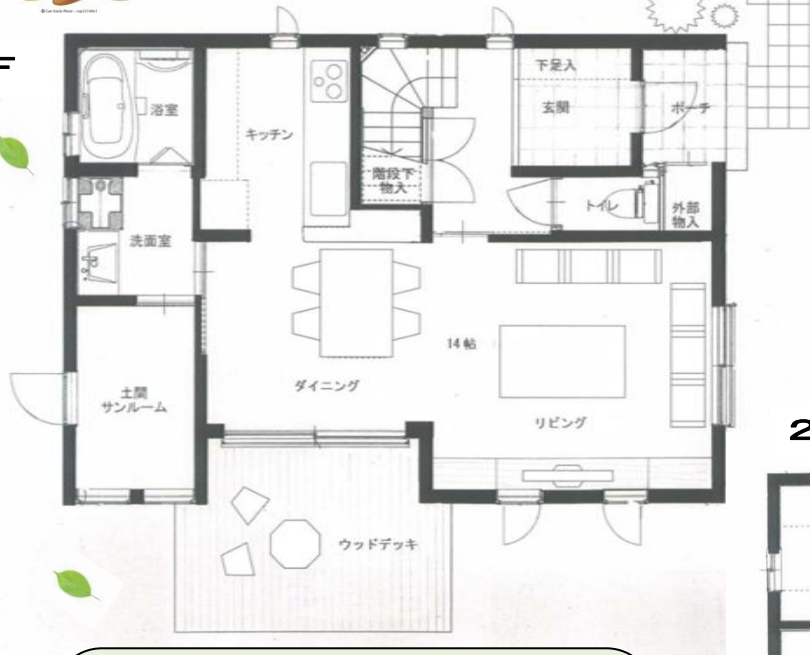 浴室
キッチン
下足入
玄関
ポーチ
階段下
物入
トイレ
外部
物入
洗面室
14帖
ダイニング
土間
サンルーム
リビング
ウッドデッキ
2